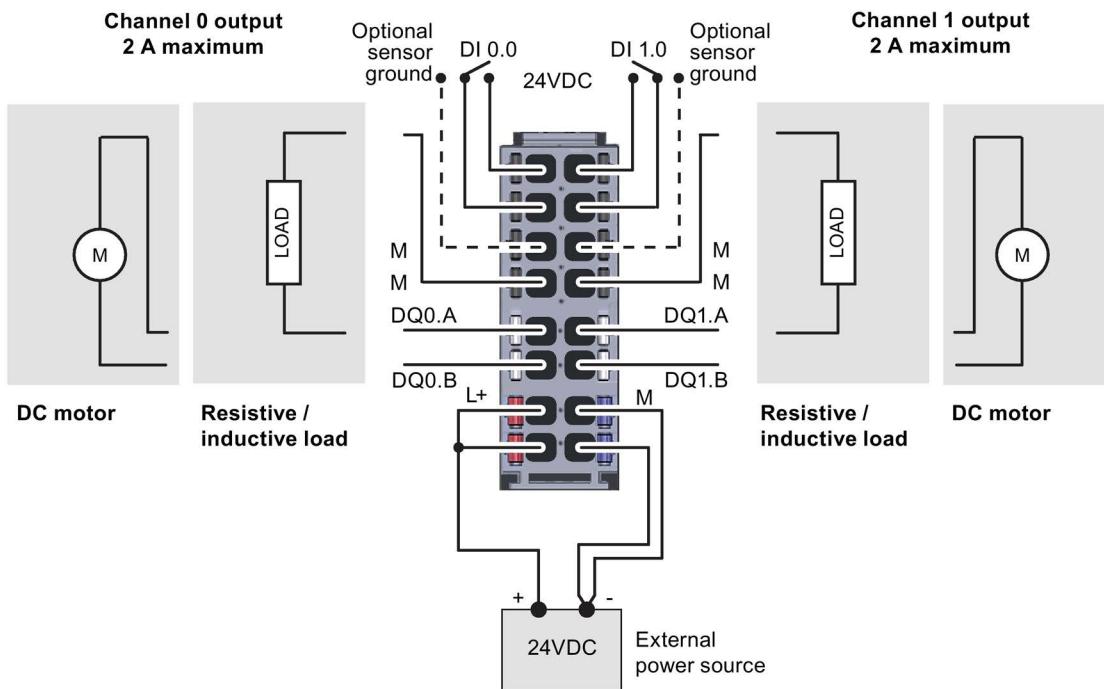 Channel 0 output
2 A maximum
Optional
sensor
ground
DI 0.0
24VDC
DI 1.0
Optional
sensor
ground
Channel 1 output
2 A maximum
M
LOAD
M
M
DQ0.A
DQ0.B
L+
M
M
DQ1.A
DQ1.B
M
LOAD
M
DC motor
Resistive /
inductive load
Resistive /
inductive load
DC motor
+
-
24VDC
External
power source